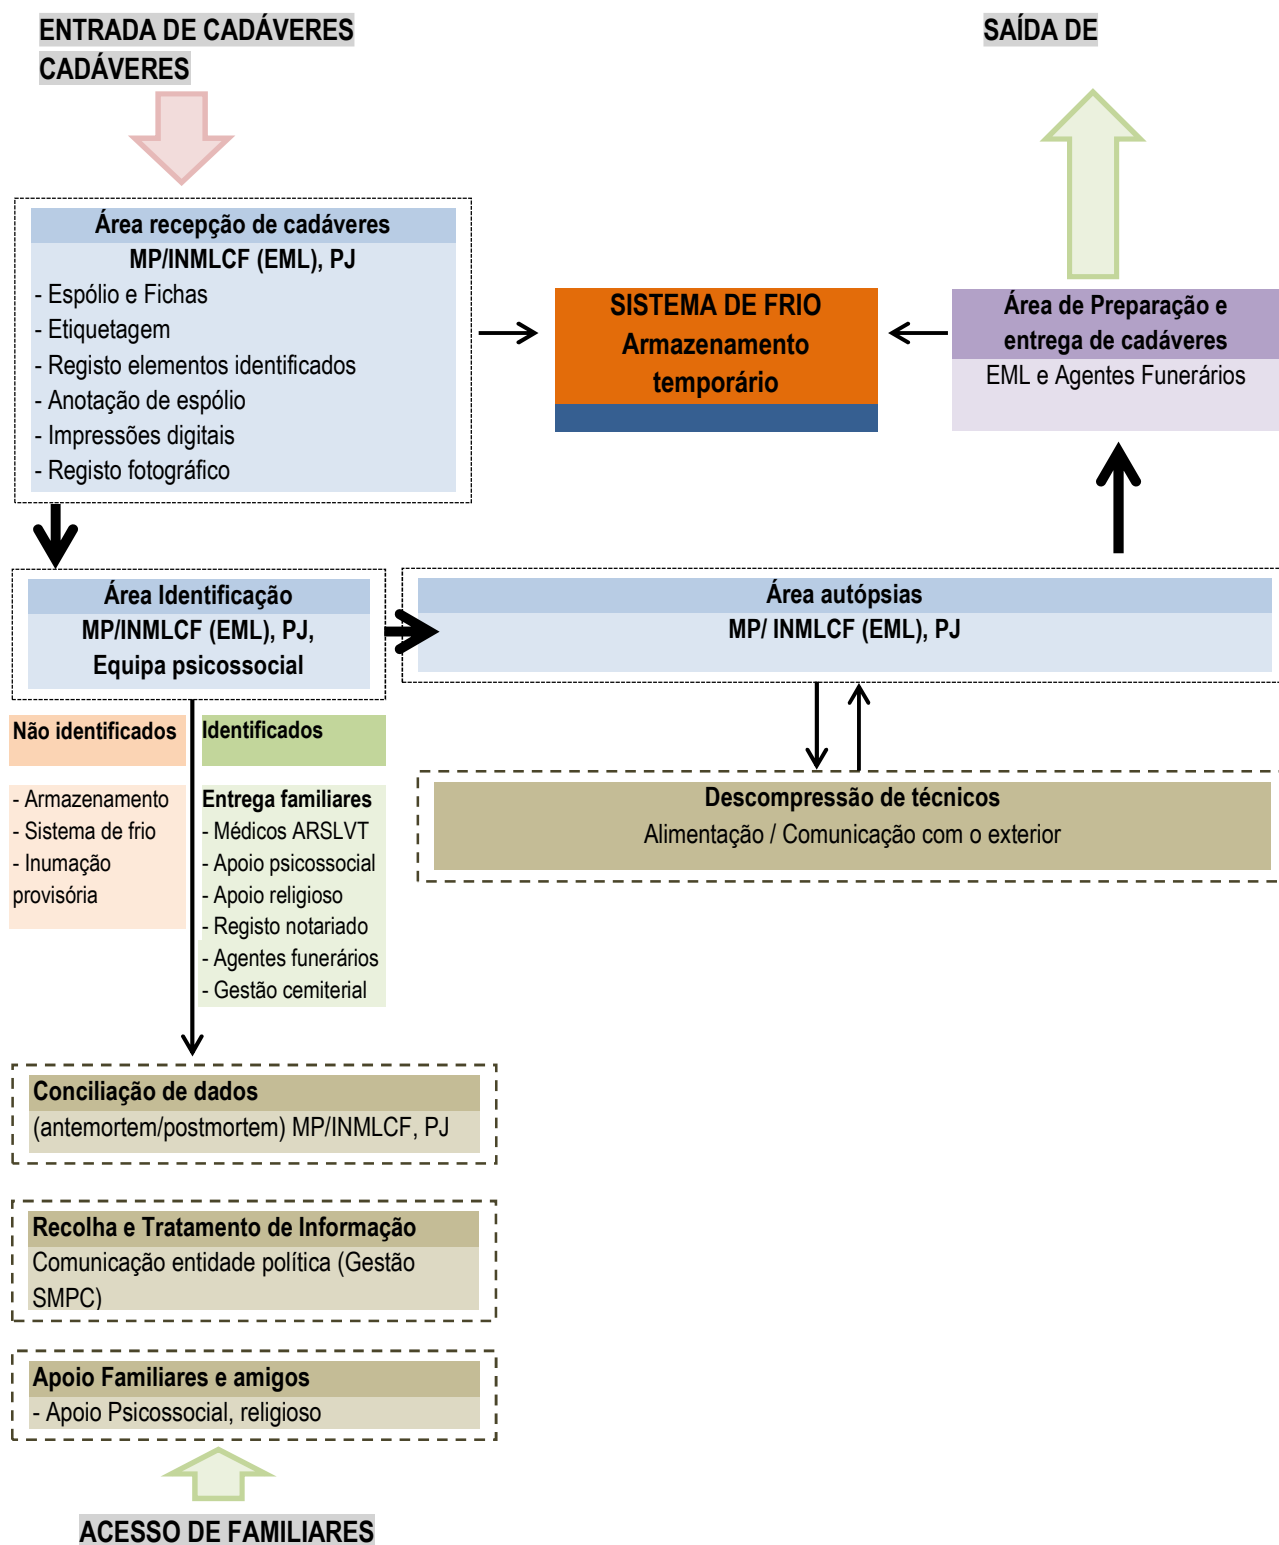 ENTRADA DE CADÁVERES
CADÁVERES
SAÍDA DE
Área recepção de cadáveres
MP/INMLCF (EML), PJ
- Espólio e Fichas
- Etiquetagem
- Registo elementos identificados
- Anotação de espólio
- Impressões digitais
- Registo fotográfico
SISTEMA DE FRIO
Armazenamento
temporário
Área de Preparação e
entrega de cadáveres
EML e Agentes Funerários
Área Identificação
MP/INMLCF (EML), PJ,
Equipa psicossocial
Área autópsias
MP/ INMLCF (EML), PJ
Não identificados
- Armazenamento
- Sistema de frio
- Inumação
provisória
Identificados
Entrega familiares
- Médicos ARSLVT
- Apoio psicossocial
- Apoio religioso
- Registo notariado
- Agentes funerários
- Gestão cemiterial
Descompressão de técnicos
Alimentação / Comunicação com o exterior
Conciliação de dados
(antemortem/postmortem) MP/INMLCF, PJ
Recolha e Tratamento de Informação
Comunicação entidade política (Gestão
SMPC)
Apoio Familiares e amigos
- Apoio Psicossocial, religioso
ACESSO DE FAMILIARES